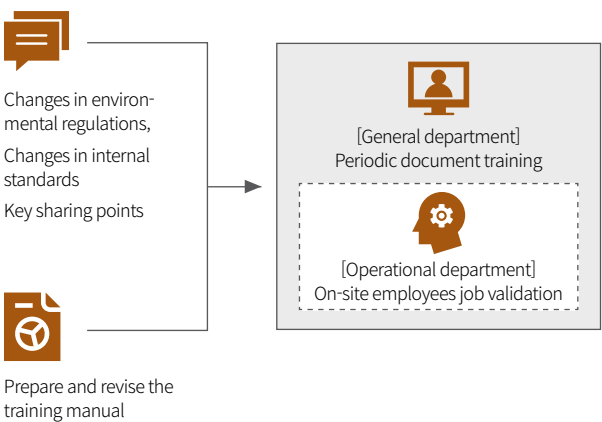 Changes in environ-
mental regulations,
Changes in internal
standards
Key sharing points
Prepare and revise the
training manual
[General department]
Periodic document training
[Operational department]
On-site employees job validation